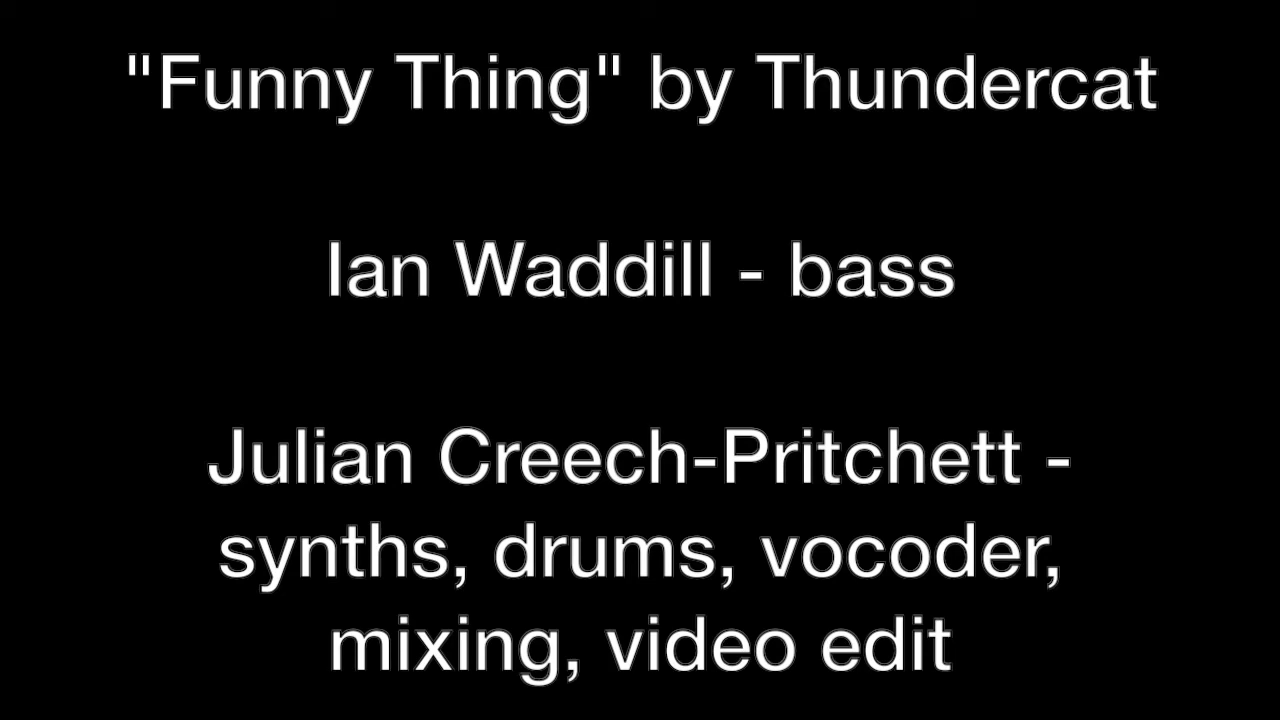 "Funny Thing" by Thundercat
Ian Waddill - bass
Julian Creech-Pritchett -
synths, drums, vocoder,
mixing, video edit